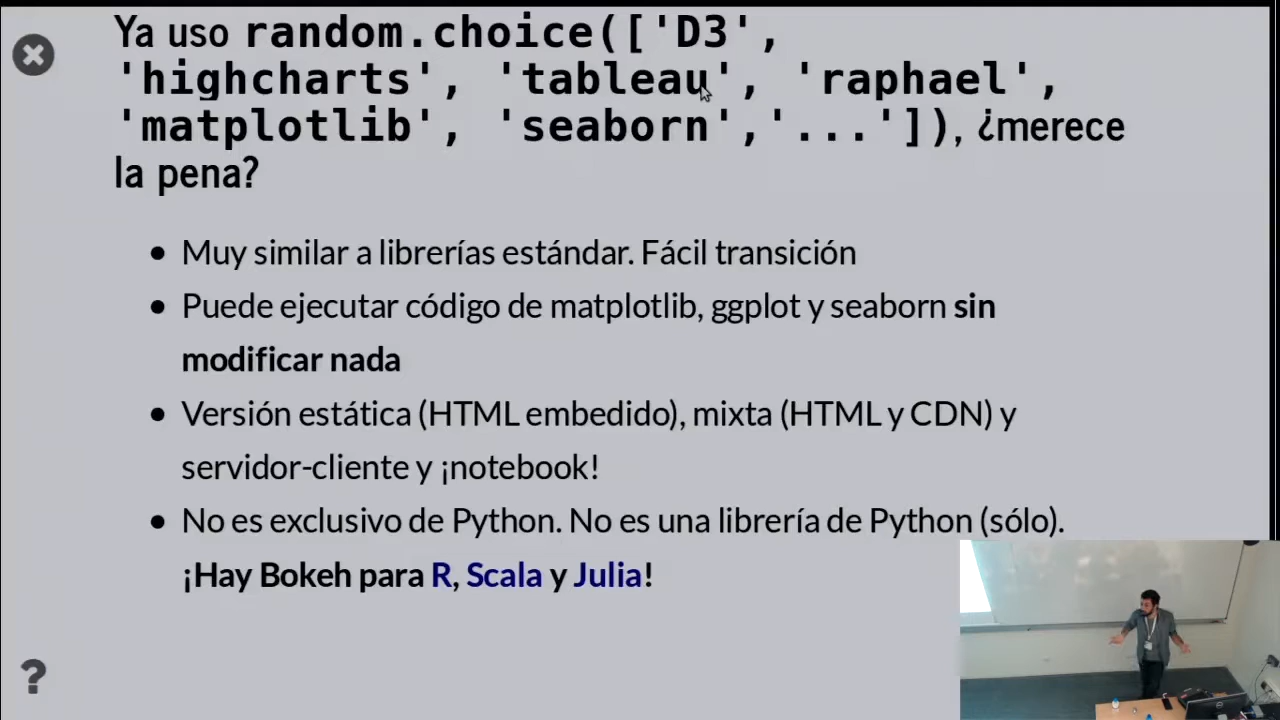 Ya uso random.choice(['D3',
'highcharts', 'tableau', 'raphael',
'matplotlib', 'seaborn','...']), ¿merece
la pena?
• Muy similar a librerías estándar. Fácil transición
• Puede ejecutar código de matplotlib, ggplot y seaborn sin
modificar nada
• Versión estática (HTML embedido), mixta (HTML y CDN) y
servidor-cliente y ¡notebook!
• No es exclusivo de Python. No es una librería de Python (sólo).
¡Hay Bokeh para R, Scala y Julia!
?